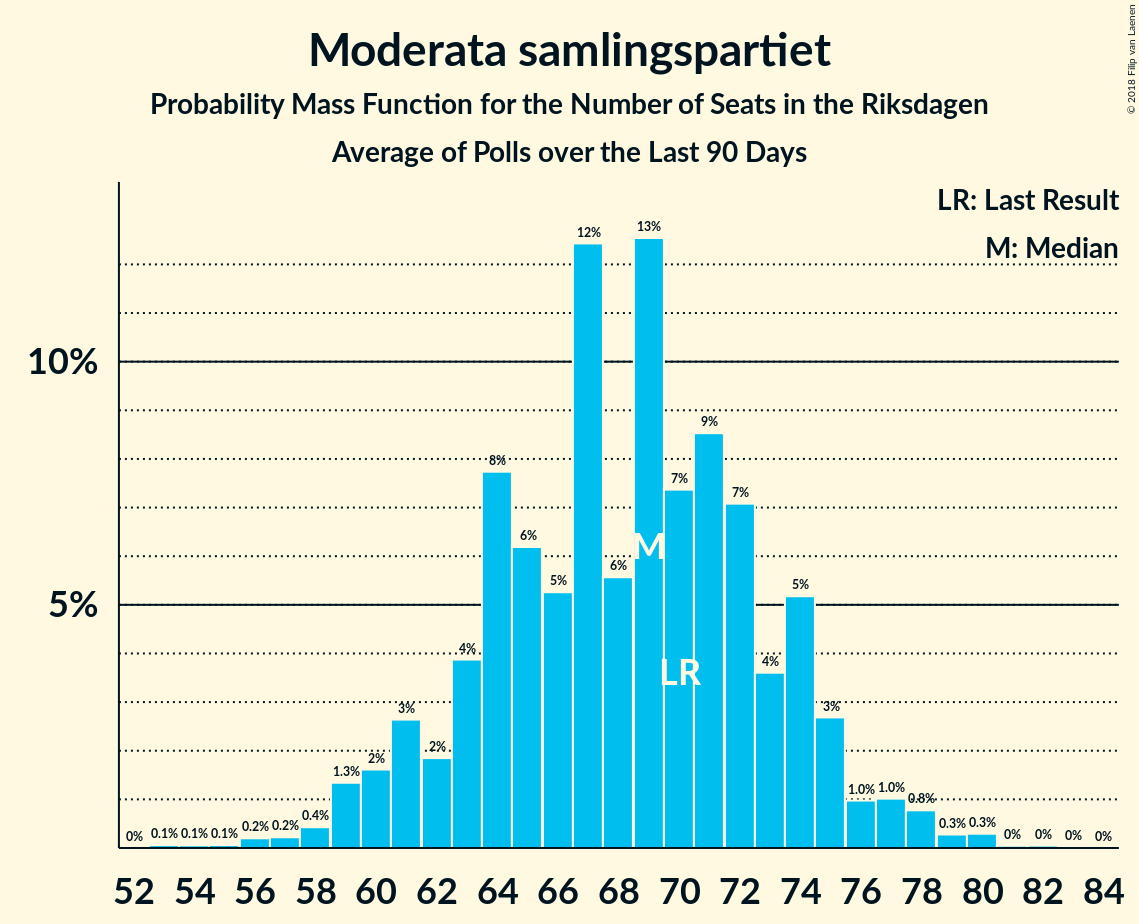 Moderata samlingspartiet
Probability Mass Function for the Number of Seats in the Riksdagen
Average of Polls over the Last 90 Days
© 2018 Filip van Laenen
LR: Last Result
M: Median
10%
5%
0% 0.1% 0.1% 0.1% 0.2% 0.2% 0.4% 1.3% 2% 3% 2% 4% 8% 6% 5% 12% 6% 13% 7% 9% 7% 4% 5% 3% 1.0% 1.0% 0.8% 0.3% 0.3% 0% 0% 0% 0%
M
LR
52 54 56 58 60 62 64 66 68 70 72 74 76 78 80 82 84